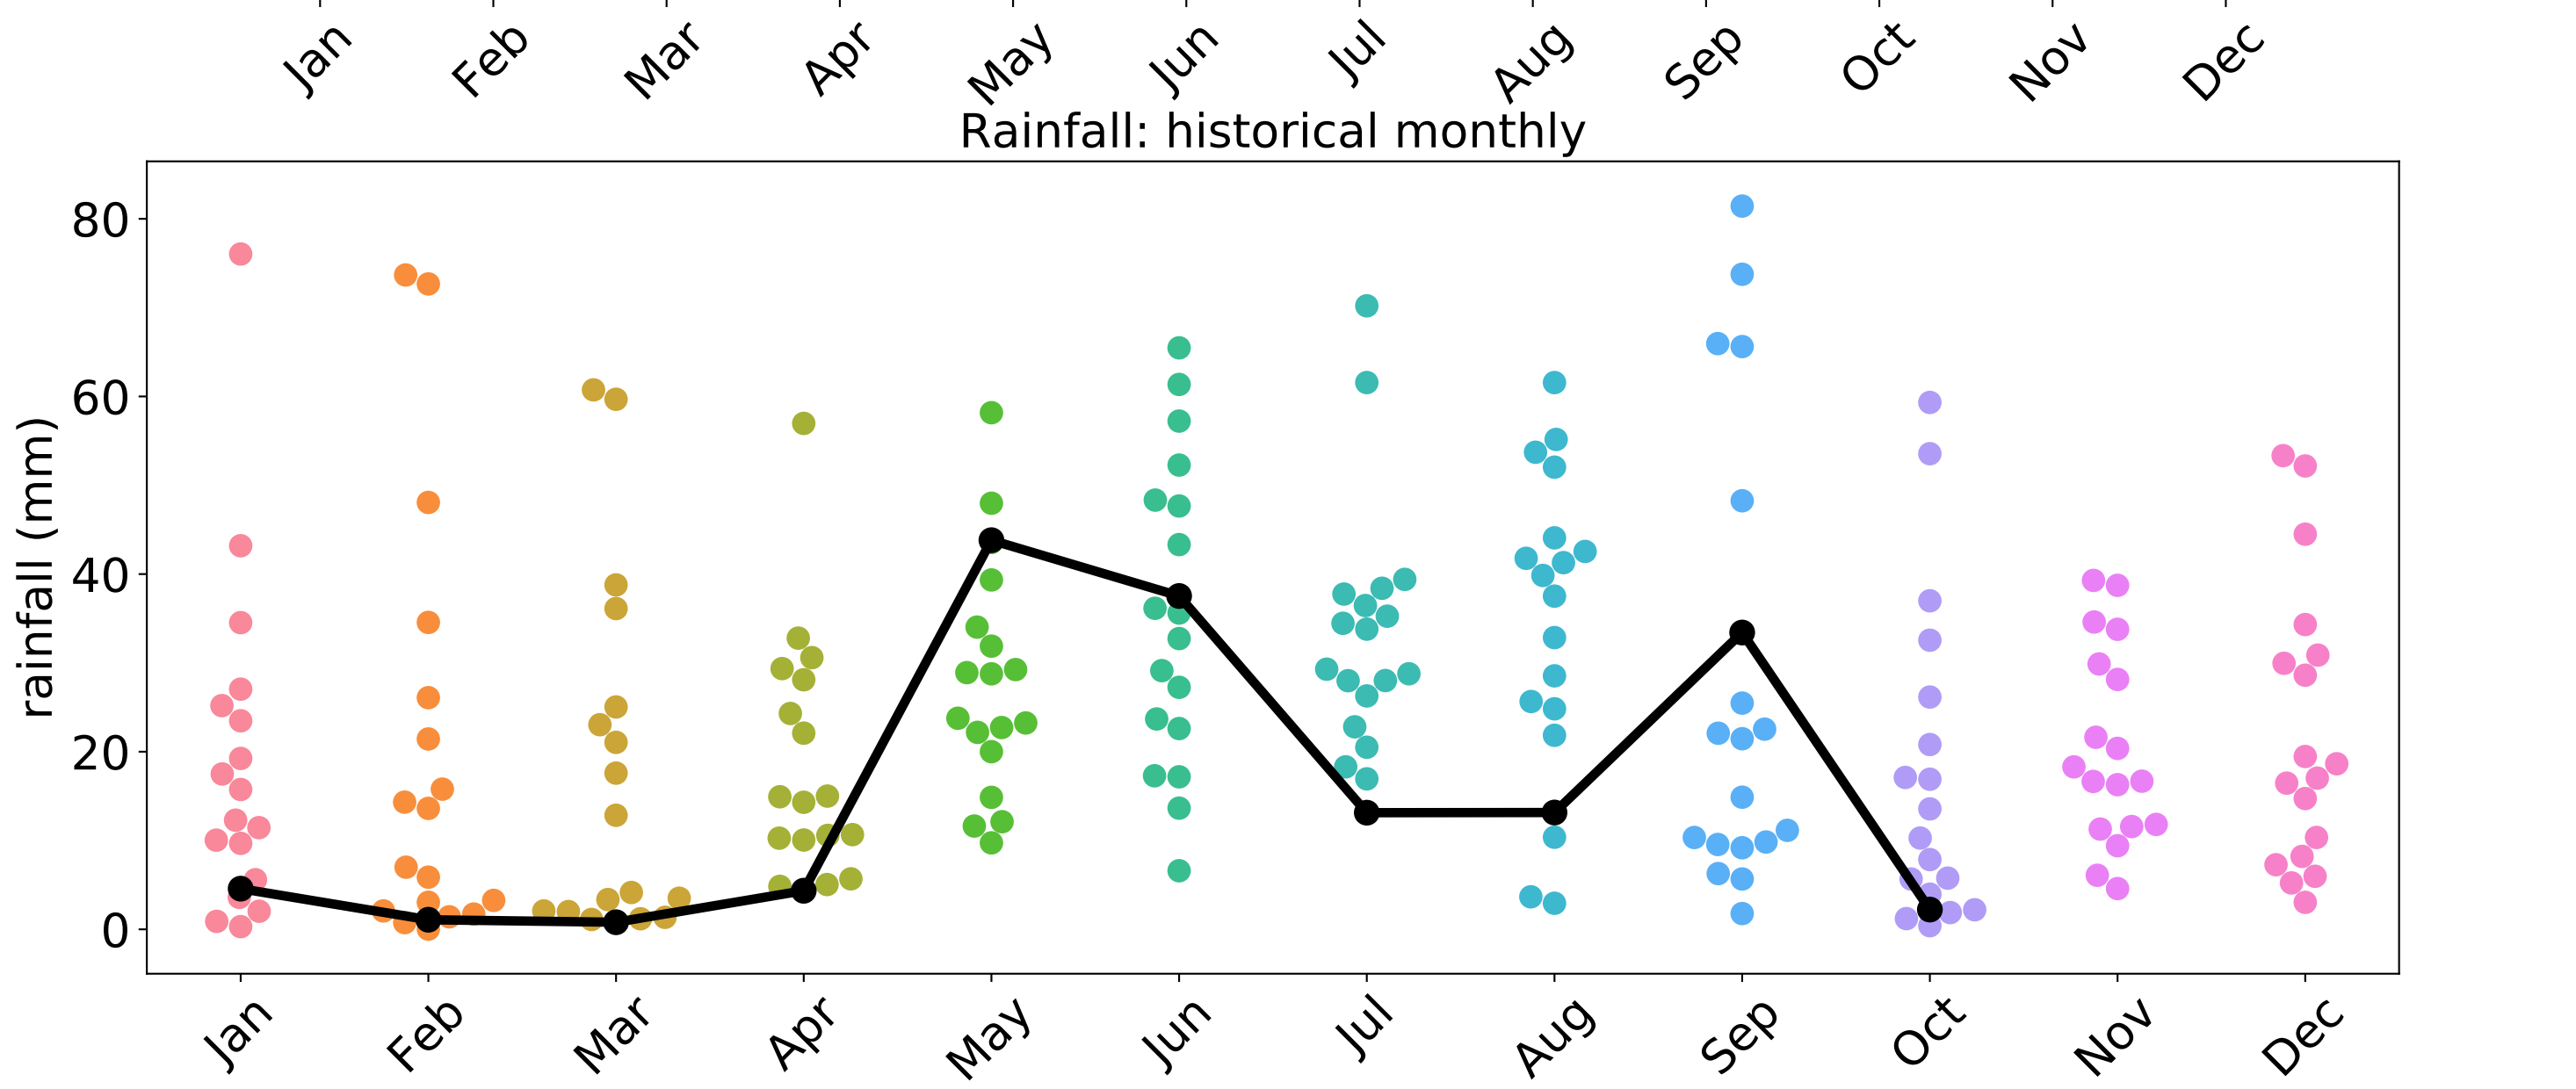 Jan Feb Mar Apr May Jun Jul Aug Sep Oct Nov Dec
Rainfall: historical monthly
rainfall (mm)
80
60
40
20
0
Jan Feb Mar Apr May Jun Jul Aug Sep Oct Nov Dec